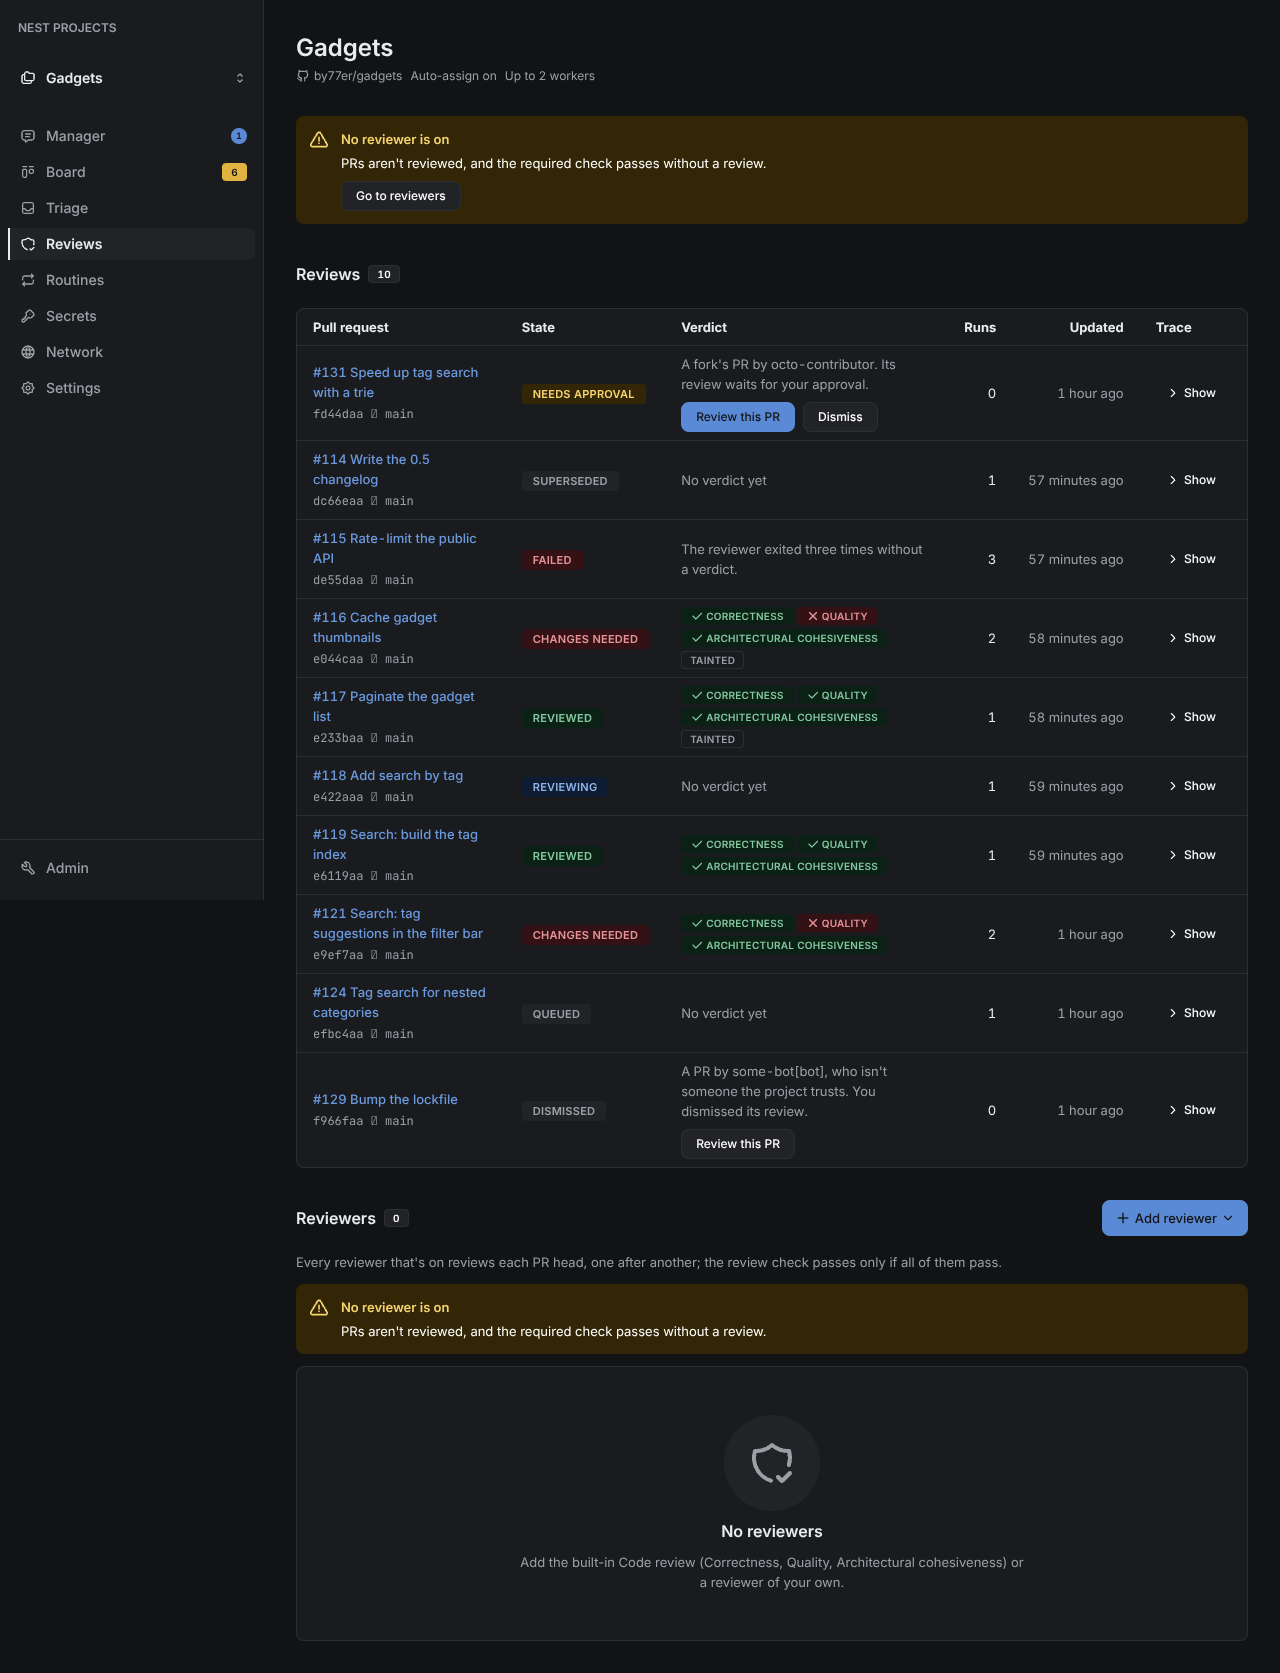 NEST PROJECTS
Gadgets
Manager
1
Board
6
Triage
Reviews
Routines
Secrets
Network
Settings
Admin
Gadgets
by77er/gadgets Auto-assign on Up to 2 workers
No reviewer is on
PRs aren't reviewed, and the required check passes without a review.
Go to reviewers
Reviews 10
Pull request State Verdict Runs Updated Trace
#131 Speed up tag search
with a trie
fd44daa main
NEEDS APPROVAL
A fork's PR by octo-contributor. Its
review waits for your approval.
Review this PR Dismiss
0 1 hour ago Show
#114 Write the 0.5
changelog
dc66eaa main
SUPERSEDED
No verdict yet
1 57 minutes ago Show
#115 Rate-limit the public
API
de55daa main
FAILED
The reviewer exited three times without
a verdict.
3 57 minutes ago Show
#116 Cache gadget
thumbnails
e044caa main
CHANGES NEEDED
CORRECTNESS QUALITY
ARCHITECTURAL COHESIVENESS
TAINTED
2 58 minutes ago Show
#117 Paginate the gadget
list
e233baa main
REVIEWED
CORRECTNESS QUALITY
ARCHITECTURAL COHESIVENESS
TAINTED
1 58 minutes ago Show
#118 Add search by tag
e422aaa main
REVIEWING
No verdict yet
1 59 minutes ago Show
#119 Search: build the tag
index
e6119aa main
REVIEWED
CORRECTNESS QUALITY
ARCHITECTURAL COHESIVENESS
1 59 minutes ago Show
#121 Search: tag
suggestions in the filter bar
e9ef7aa main
CHANGES NEEDED
CORRECTNESS QUALITY
ARCHITECTURAL COHESIVENESS
2 1 hour ago Show
#124 Tag search for nested
categories
efbc4aa main
QUEUED
No verdict yet
1 1 hour ago Show
#129 Bump the lockfile
f966faa main
DISMISSED
A PR by some-bot[bot], who isn't
someone the project trusts. You
dismissed its review.
Review this PR
0 1 hour ago Show
Reviewers 0
Add reviewer
Every reviewer that's on reviews each PR head, one after another; the review check passes only if all of them pass.
No reviewer is on
PRs aren't reviewed, and the required check passes without a review.
No reviewers
Add the built-in Code review (Correctness, Quality, Architectural cohesiveness) or
a reviewer of your own.